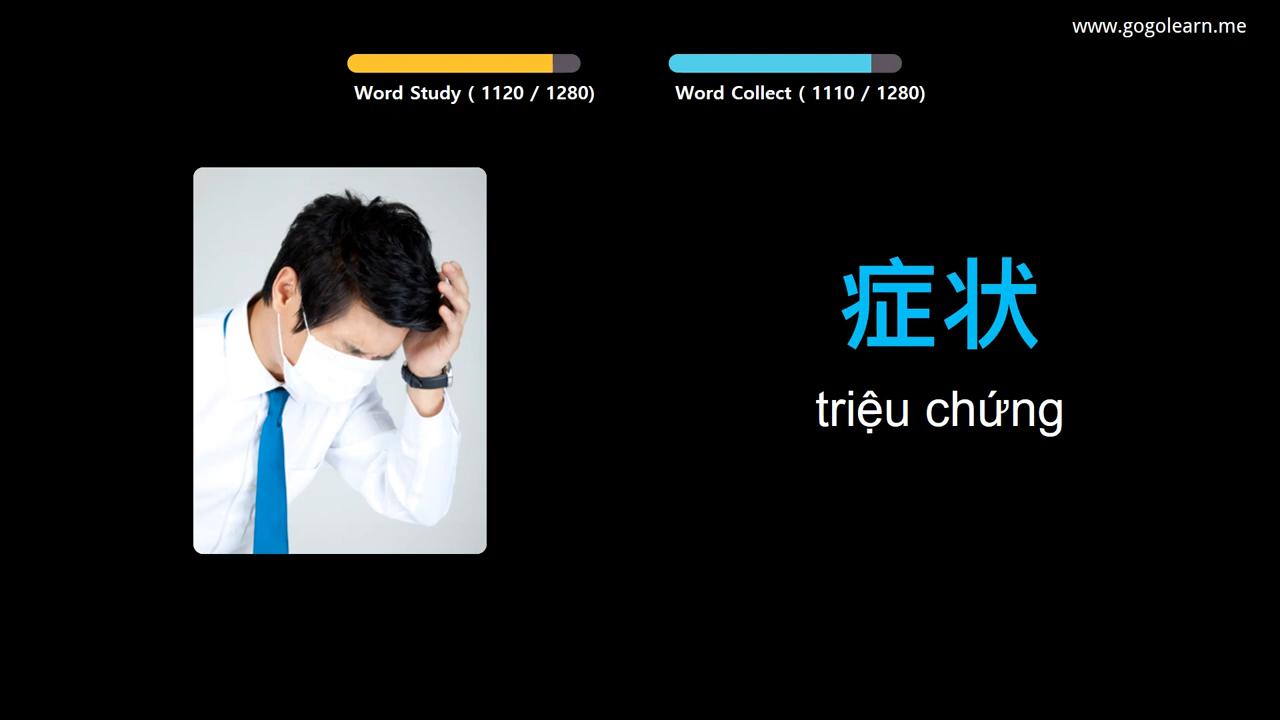 www.gogolearn.me
Word Study ( 1120 / 1280)
Word Collect ( 1110 / 1280)
症状
triệu chứng